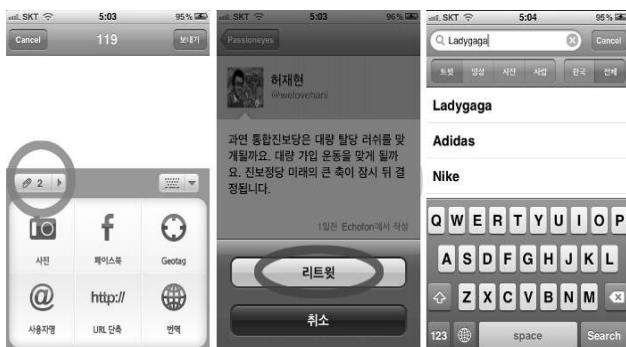 SKT 5:03 95%
Cancel 119 보내기
2
사진 페이스북 Geotag
@ http://
사용자명 URL 단축 번역
SKT 5:03 96%
Passioneyes
허재현
@welovehani
과연 통합진보당은 대량 탈당 러쉬를 맞
게될까요. 대량 가입 운동을 맞게 될까
요. 진보정당 미래의 큰 축이 잠시 뒤 결
정됩니다.
1일전 Echofon에서 작성
리트윗
취소
SKT 5:04 95%
Ladygaga Cancel
트윗 영상 사진 사람 한국 전체
Ladygaga
Adidas
Nike
Q W E R T Y U I O P
A S D F G H J K L
Z X C V B N M
123 space Search